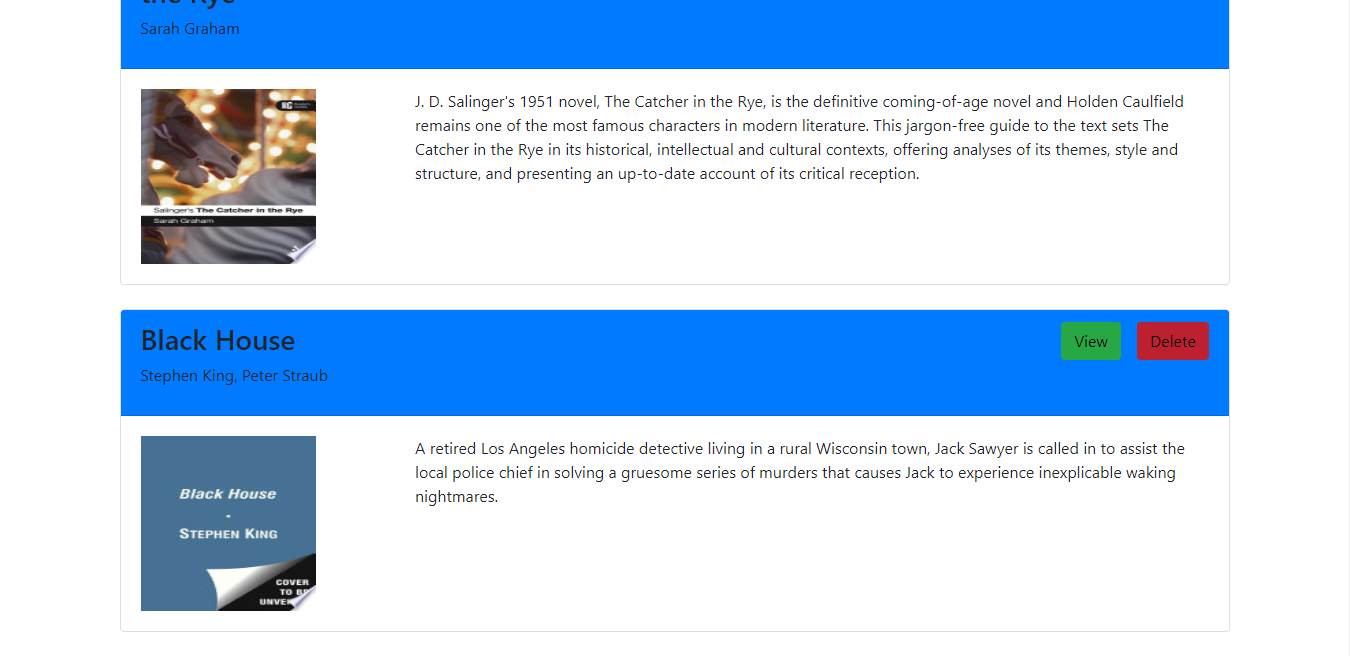 the Rye
Sarah Graham
J. D. Salinger's 1951 novel, The Catcher in the Rye, is the definitive coming-of-age novel and Holden Caulfield
remains one of the most famous characters in modern literature. This jargon-free guide to the text sets The
Catcher in the Rye in its historical, intellectual and cultural contexts, offering analyses of its themes, style and
structure, and presenting an up-to-date account of its critical reception.
Salinger's The Catcher in the Rye
Sarah Graham
Black House
View
Delete
Stephen King, Peter Straub
A retired Los Angeles homicide detective living in a rural Wisconsin town, Jack Sawyer is called in to assist the
local police chief in solving a gruesome series of murders that causes Jack to experience inexplicable waking
nightmares.
Black House
-
STEPHEN KING
COVER
TO